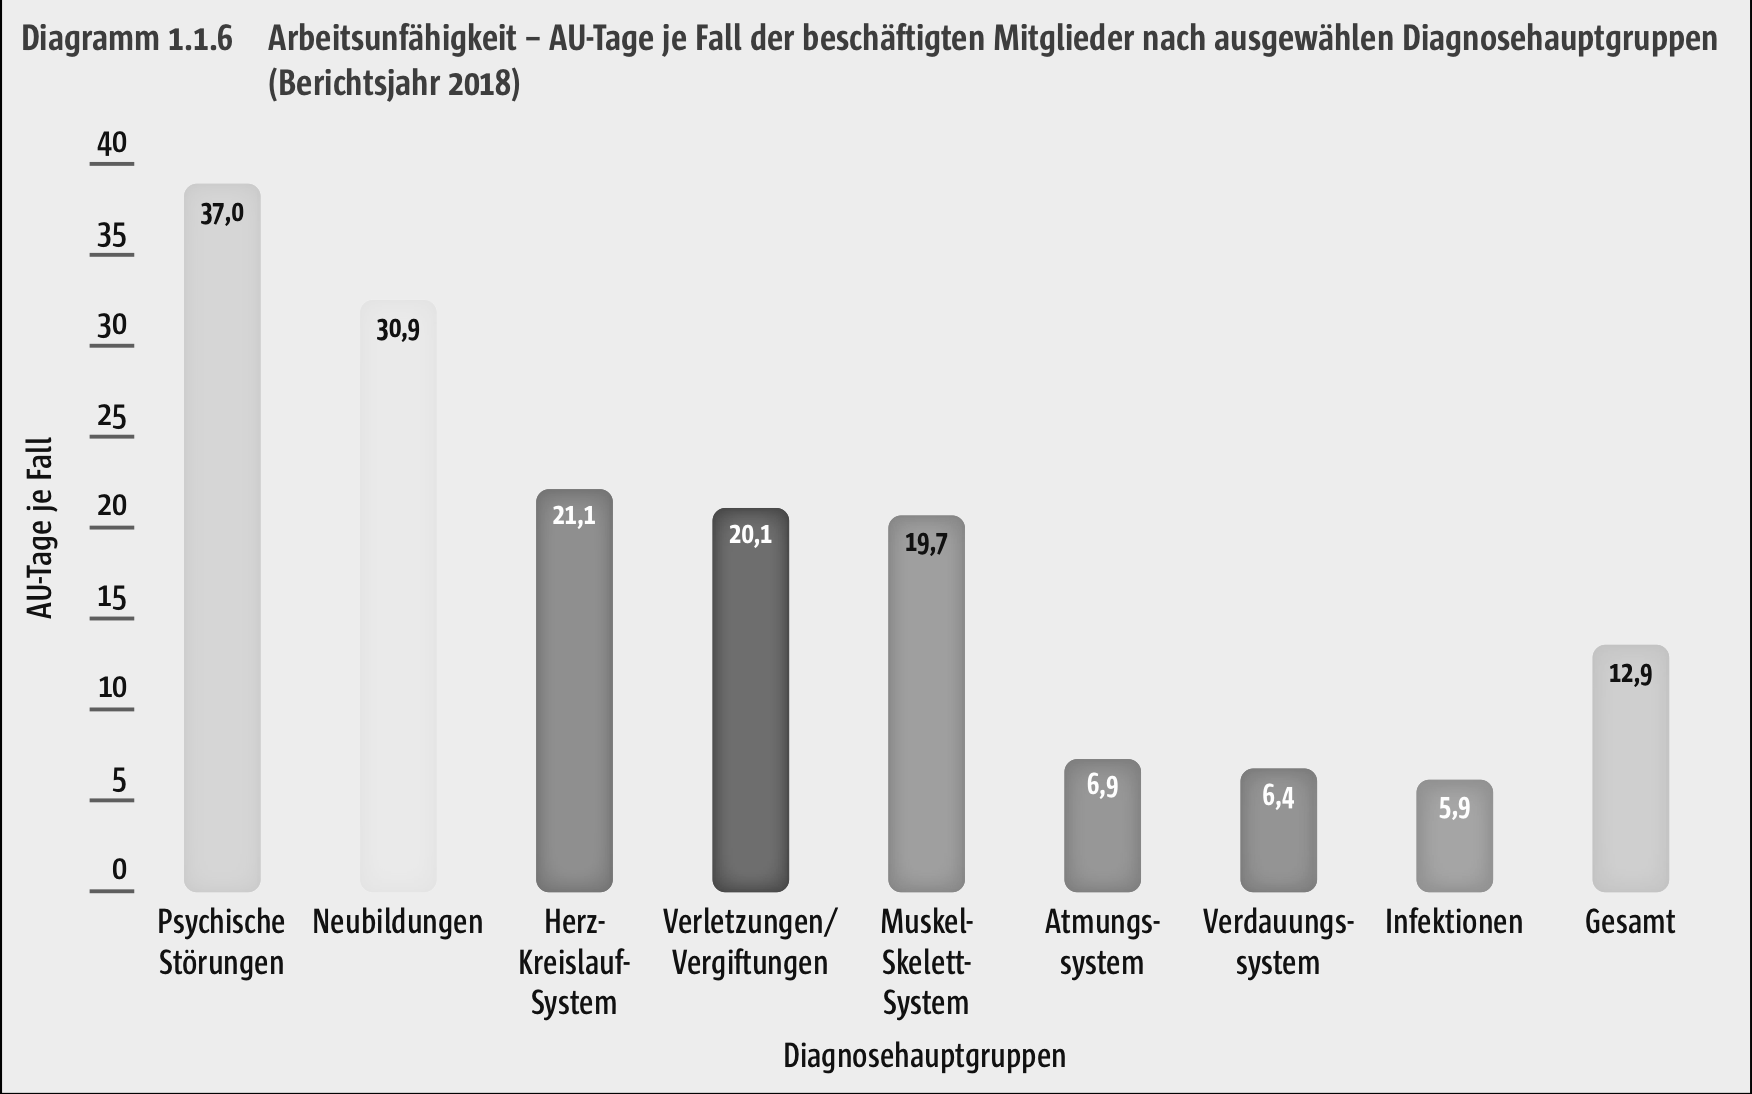 Diagramm 1.1.6 Arbeitsunfähigkeit – AU-Tage je Fall der beschäftigten Mitglieder nach ausgewählen Diagnosehauptgruppen
(Berichtsjahr 2018)
40
35
30
25
20
15
10
5
0
AU-Tage je Fall
37,0
30,9
21,1
20,1
19,7
6,9
6,4
5,9
12,9
Psychische
Störungen
Neubildungen
Herz-
Kreislauf-
System
Verletzungen/
Vergiftungen
Muskel-
Skelett-
System
Atmungs-
system
Verdauungs-
system
Infektionen
Gesamt
Diagnosehauptgruppen